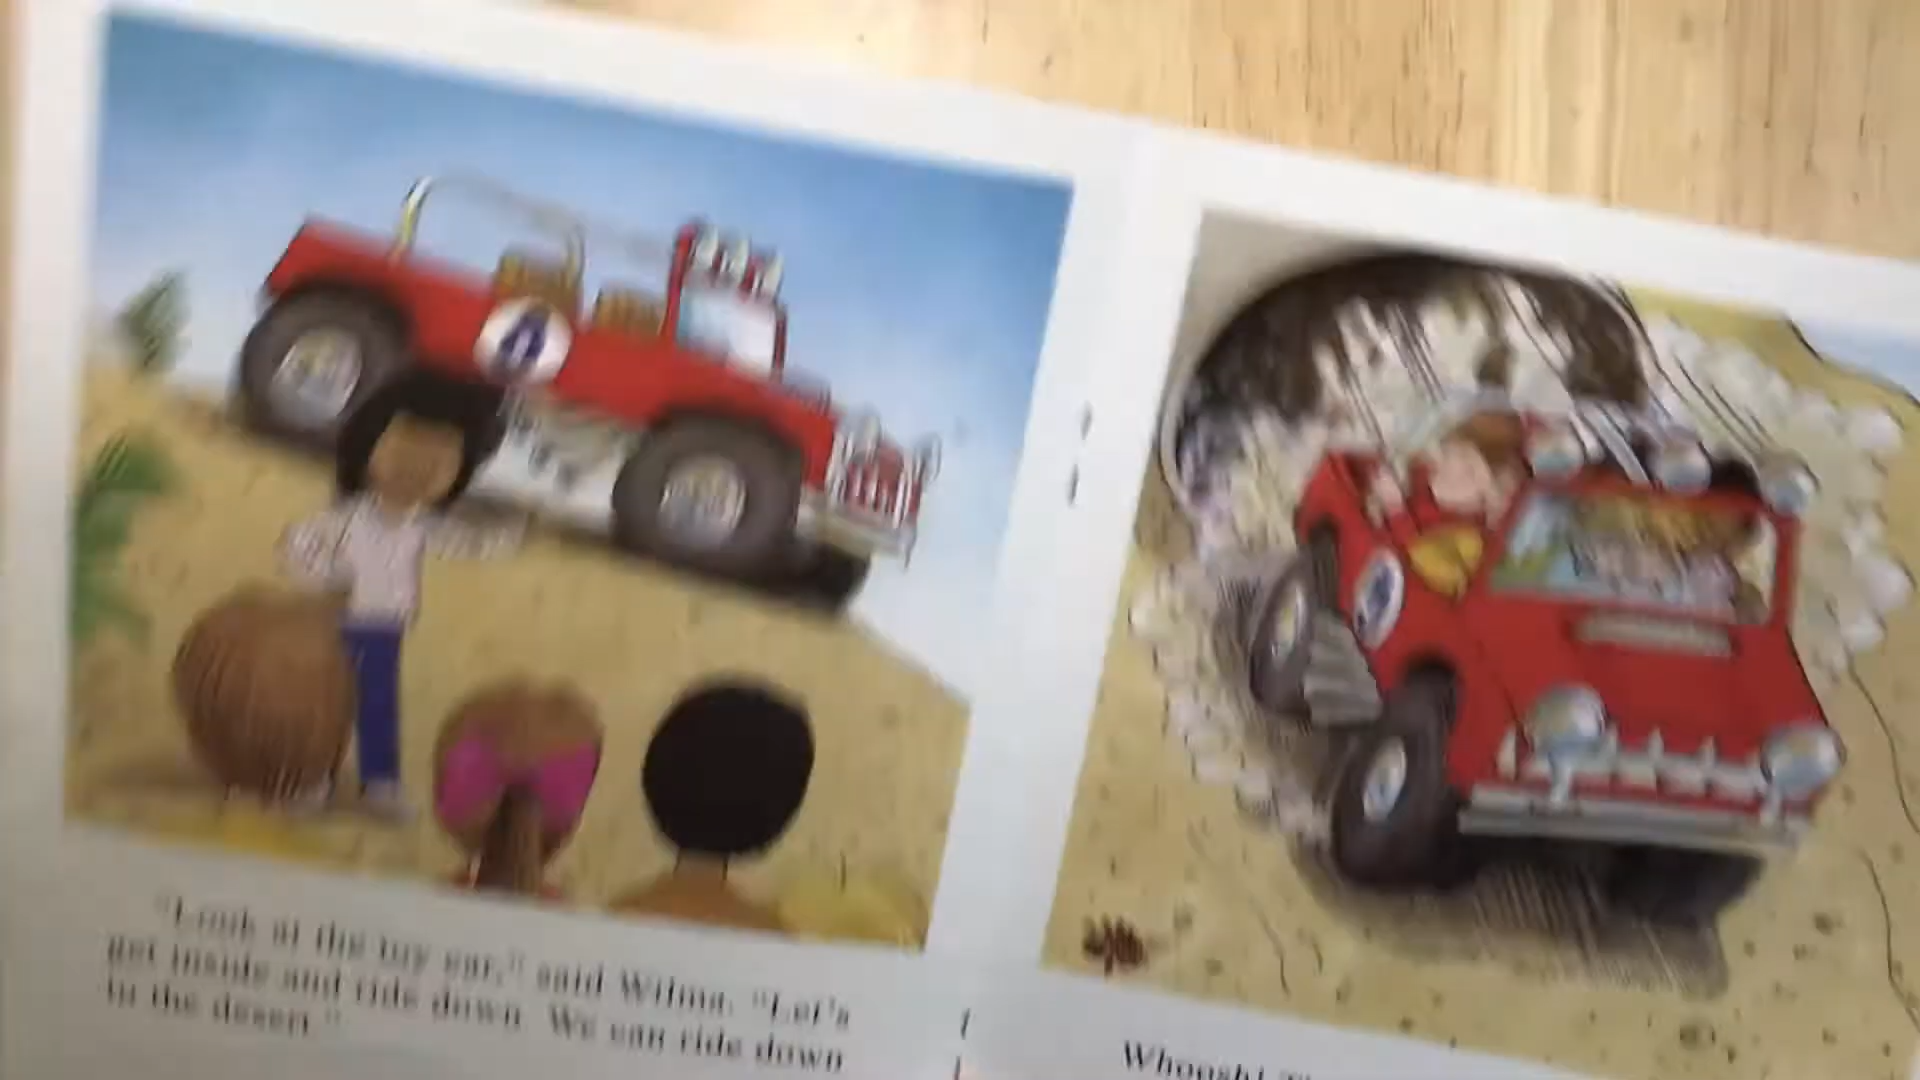 "Look at the toy car," said Wilma. "Let's
get inside and ride down. We can ride down
in the desert."
Whoosh!